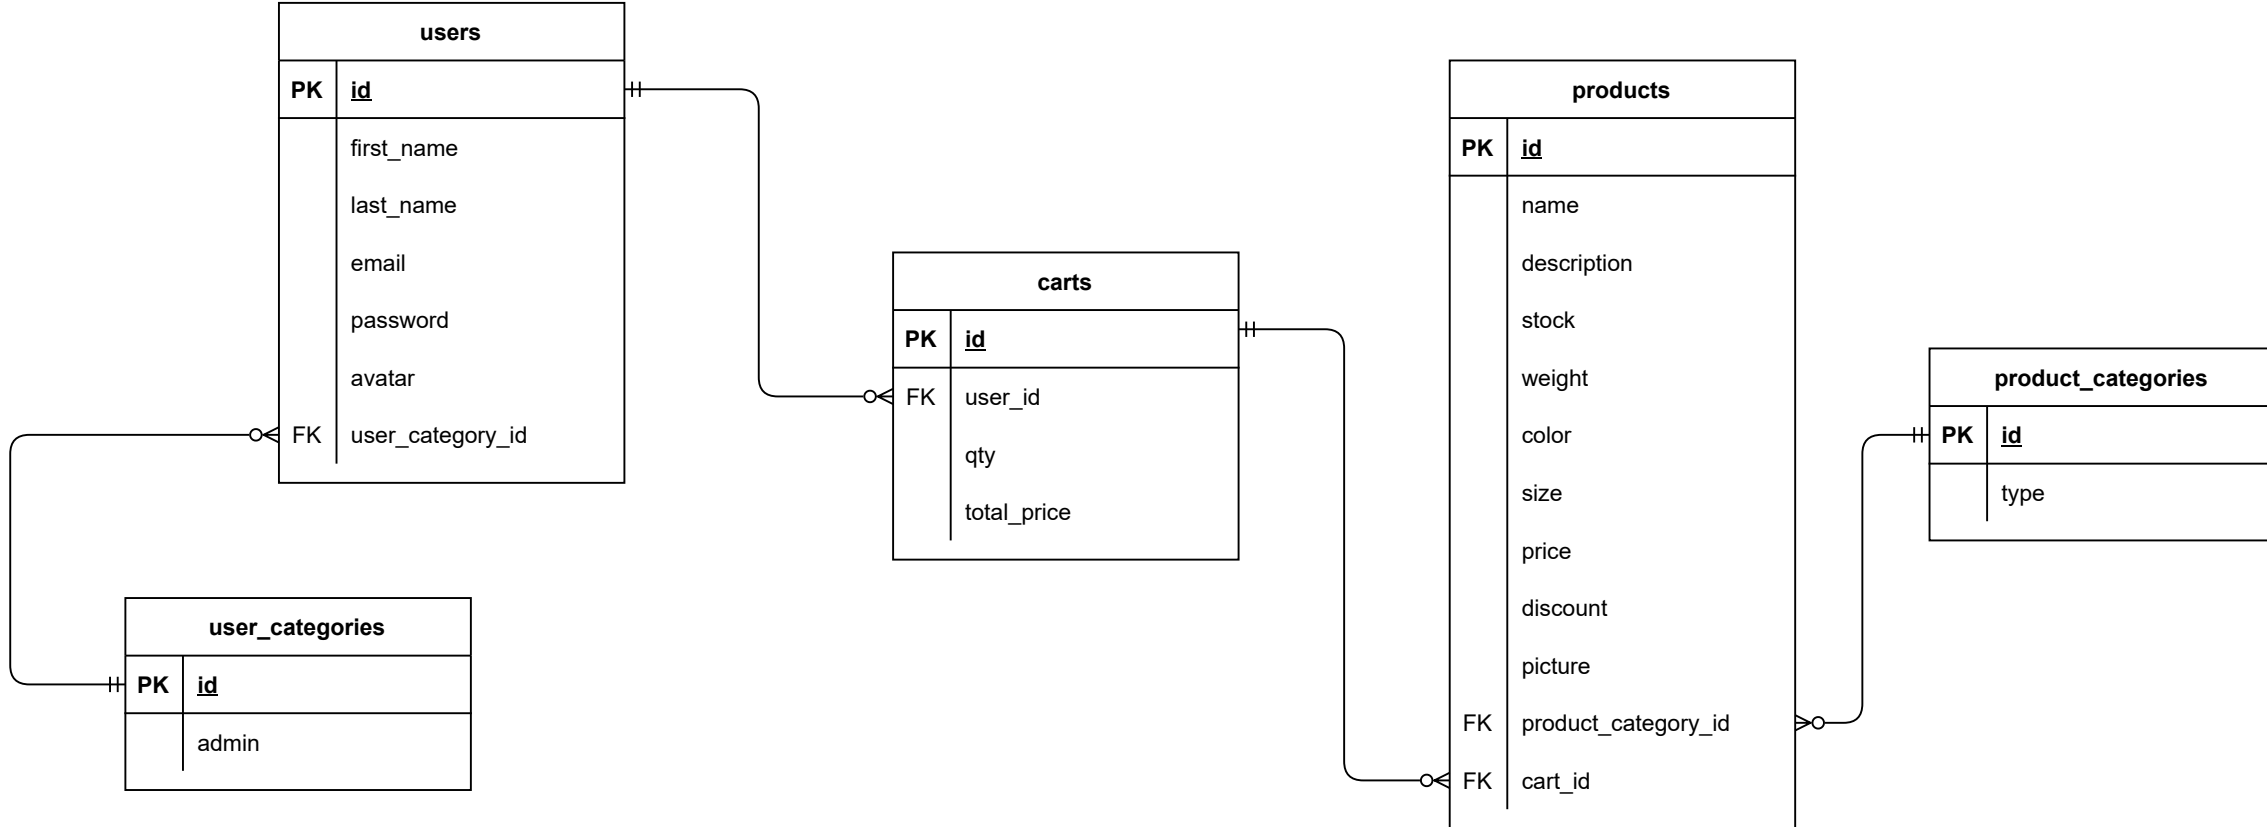 users
PK id
first_name
last_name
email
password
avatar
FK user_category_id
user_categories
PK id
admin
carts
PK id
FK user_id
qty
total_price
products
PK id
name
description
stock
weight
color
size
price
discount
picture
FK product_category_id
FK cart_id
product_categories
PK id
type